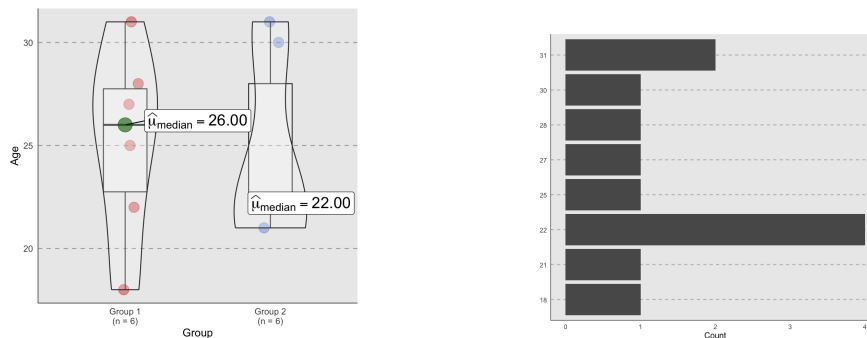 30
25
20
Age
μ̂median = 26.00
μ̂median = 22.00
Group 1
(n = 6)
Group 2
(n = 6)
Group
31
30
28
27
25
22
21
18
0 1 2 3 4
Count